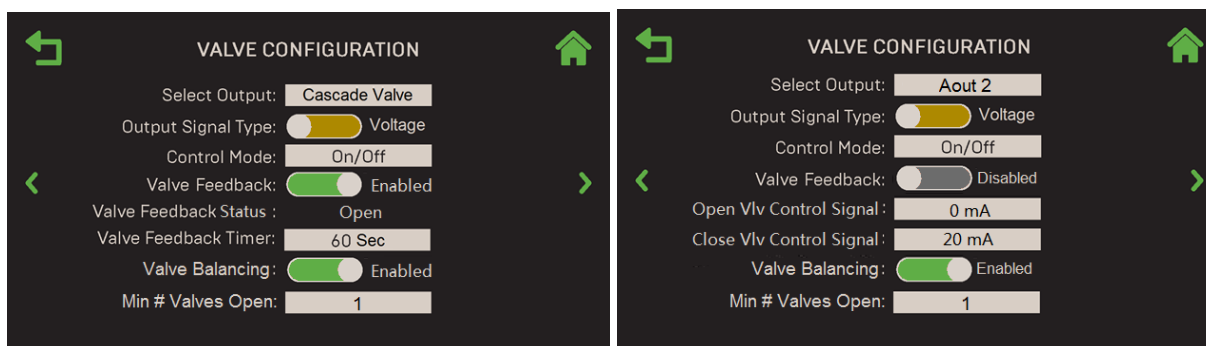 VALVE CONFIGURATION
Select Output: Cascade Valve
Output Signal Type: Voltage
Control Mode: On/Off
Valve Feedback: Enabled
Valve Feedback Status : Open
Valve Feedback Timer: 60 Sec
Valve Balancing: Enabled
Min # Valves Open: 1
VALVE CONFIGURATION
Select Output: Aout 2
Output Signal Type: Voltage
Control Mode: On/Off
Valve Feedback: Disabled
Open Vlv Control Signal : 0 mA
Close Vlv Control Signal : 20 mA
Valve Balancing: Enabled
Min # Valves Open: 1